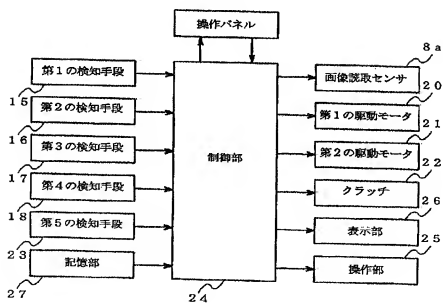 操作パネル
第1の検知手段
15
第2の検知手段
16
第3の検知手段
17
第4の検知手段
18
第5の検知手段
23
記憶部
27
制御部
24
8a
画像読取センサ
20
第1の駆動モータ
21
第2の駆動モータ
22
クラッチ
26
表示部
25
操作部